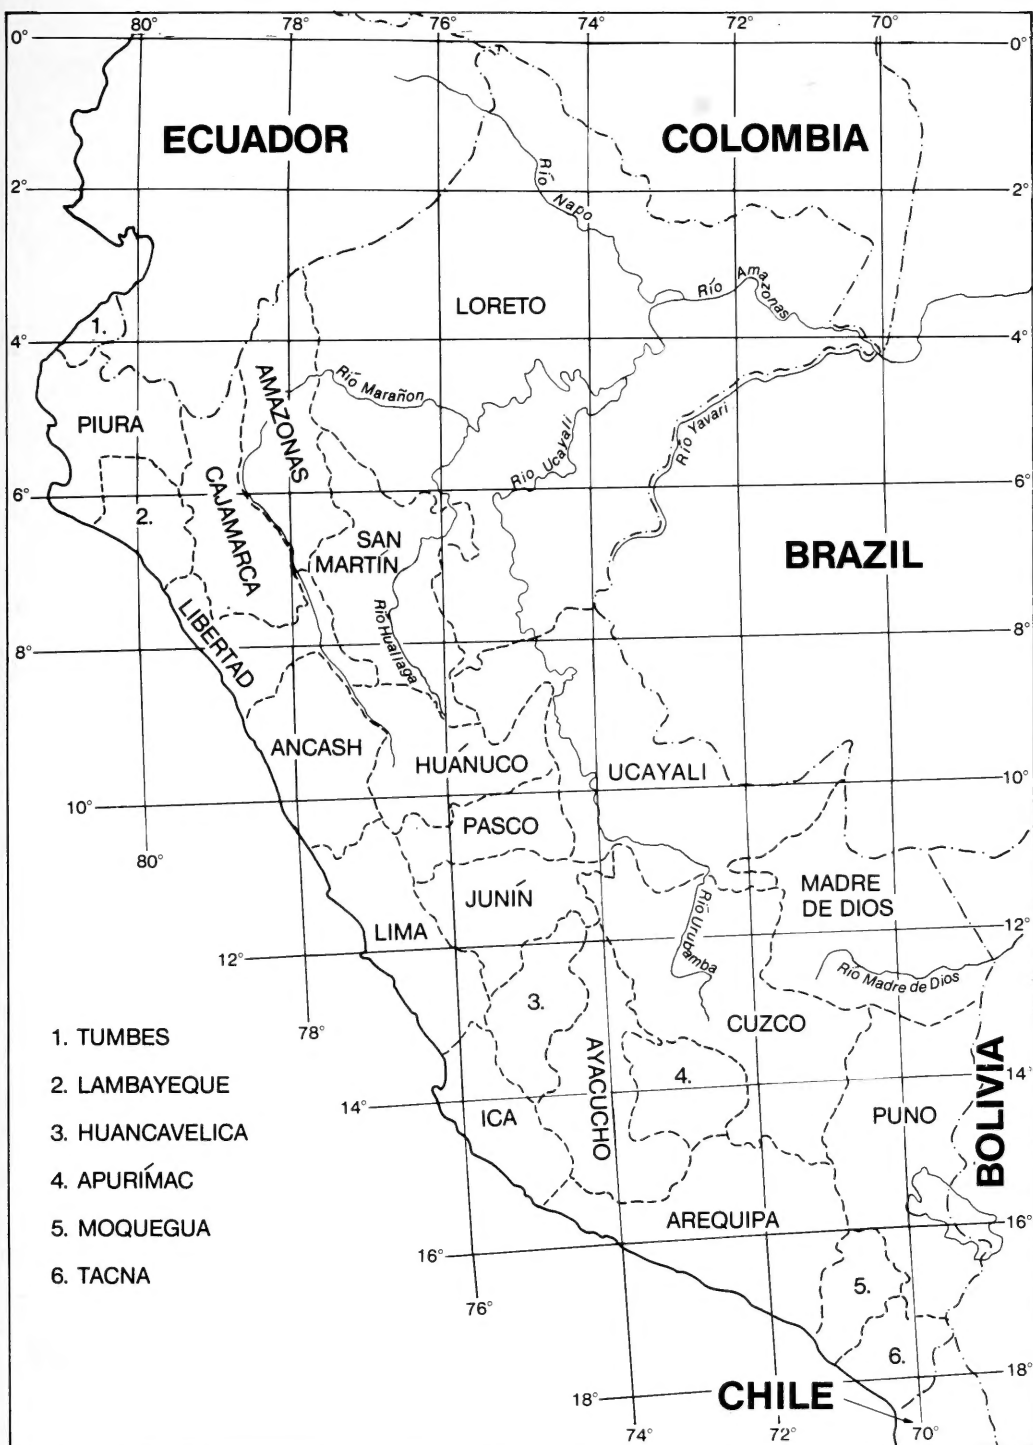 80° 78° 76° 74° 72° 70°
0° 0°
ECUADOR COLOMBIA
Río Napo
2° 2°
Río Amazonas
LORETO
1.
4° 4°
AMAZONAS
Río Marañon
PIURA
Río Ucayali
Río Yavari
CAJAMARCA
6° 6°
2.
SAN
MARTÍN
BRAZIL
LIBERTAD
Río Huallaga
8° 8°
ANCASH
HUÁNUCO
UCAYALI
10° 10°
PASCO
80°
JUNÍN
MADRE
DE DIOS
LIMA
Río Urubamba
12° 12°
Río Madre de Dios
3.
78°
CUZCO
1. TUMBES
AYACUCHO
BOLIVIA
2. LAMBAYEQUE
4.
14° 14°
ICA
PUNO
3. HUANCAVELICA
4. APURÍMAC
AREQUIPA
5. MOQUEGUA
16° 16°
6. TACNA
5.
76°
6.
18° 18°
CHILE
74° 72° 70°